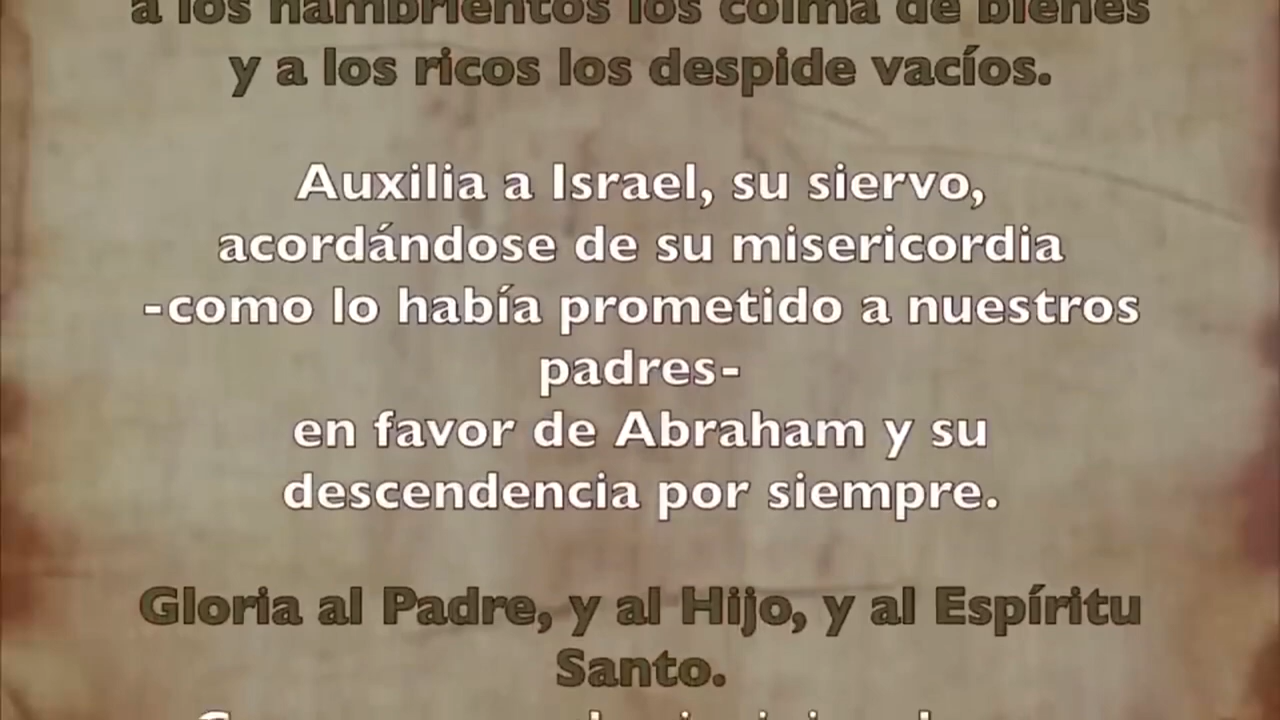 a los hambrientos los colma de bienes
y a los ricos los despide vacíos.
Auxilia a Israel, su siervo,
acordándose de su misericordia
-como lo había prometido a nuestros
padres-
en favor de Abraham y su
descendencia por siempre.
Gloria al Padre, y al Hijo, y al Espíritu
Santo.